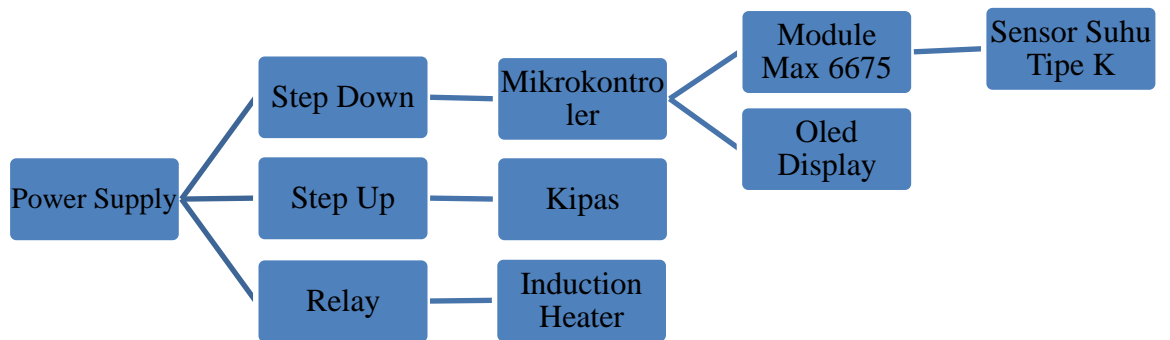 Power Supply
Step Down
Mikrokontro
ler
Module
Max 6675
Sensor Suhu
Tipe K
Oled
Display
Step Up
Kipas
Relay
Induction
Heater